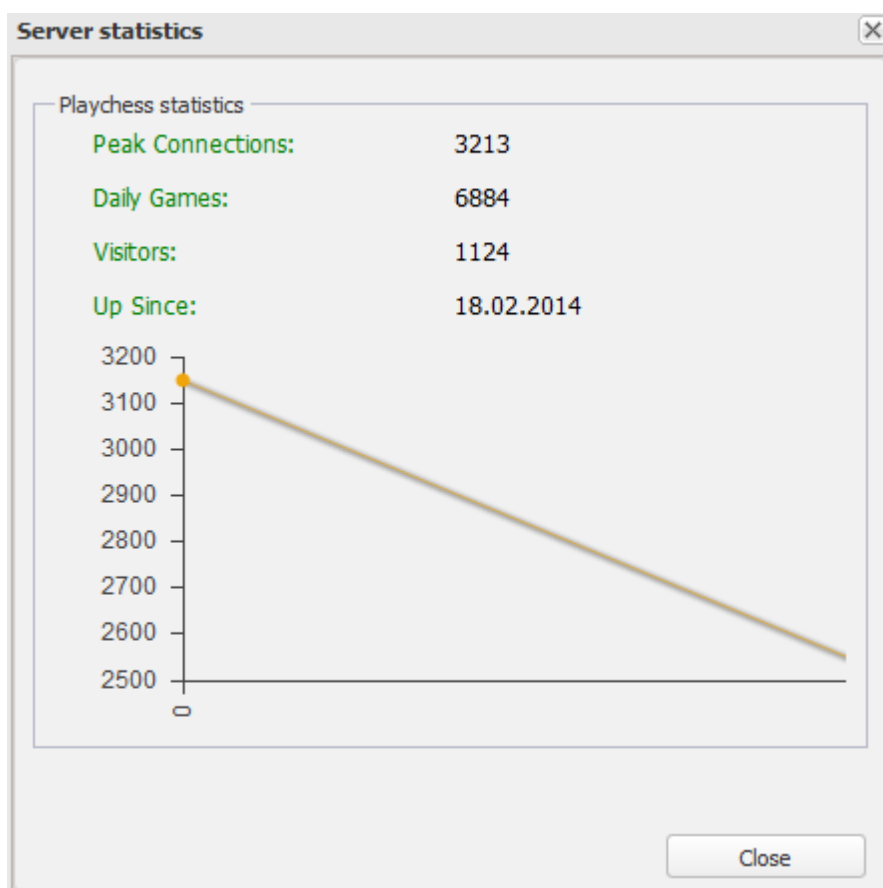 Server statistics
Playchess statistics
Peak Connections: 3213
Daily Games: 6884
Visitors: 1124
Up Since: 18.02.2014
3200
3100
3000
2900
2800
2700
2600
2500
0
Close